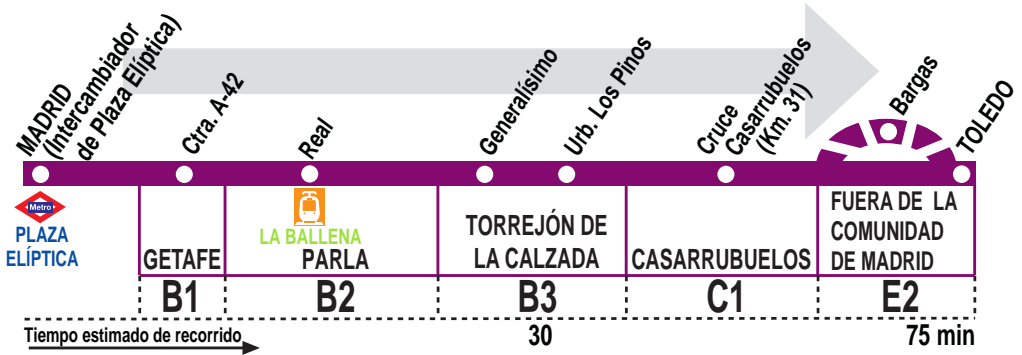 MADRID
(Intercambiador
de Plaza Elíptica)
Ctra. A-42
Real
Generalísimo
Urb. Los Pinos
Cruce
Casarrubuelos
(Km. 31)
Bargas
TOLEDO
Metro
PLAZA
ELÍPTICA
GETAFE
LA BALLENA
PARLA
TORREJÓN DE
LA CALZADA
CASARRUBUELOS
FUERA DE LA
COMUNIDAD
DE MADRID
B1
B2
B3
C1
E2
Tiempo estimado de recorrido
30
75 min